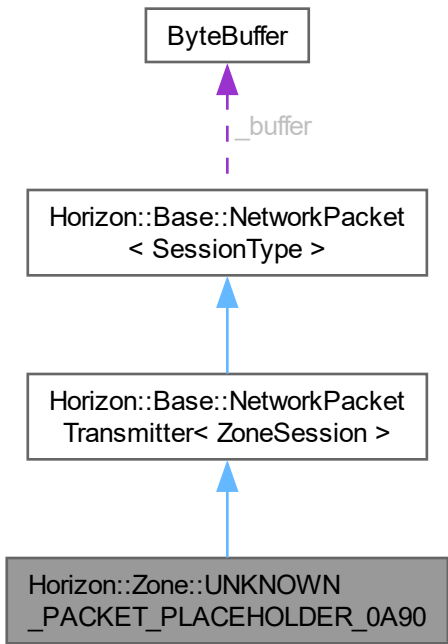 ByteBuffer
_buffer
Horizon::Base::NetworkPacket
< SessionType >
Horizon::Base::NetworkPacket
Transmitter< ZoneSession >
Horizon::Zone::UNKNOWN
_PACKET_PLACEHOLDER_0A90